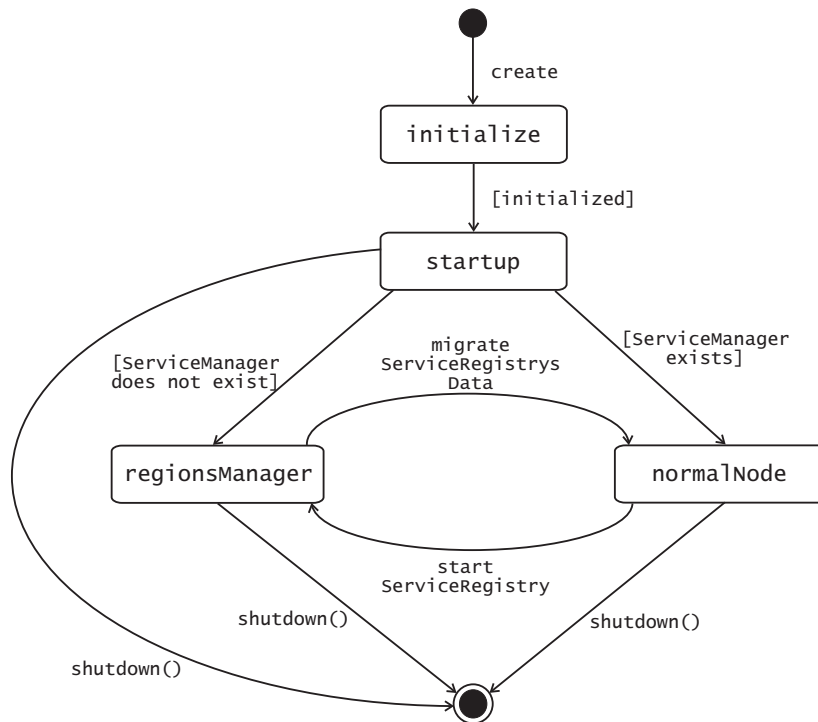 create
initialize
[initialized]
startup
[ServiceManager
does not exist]
migrate
ServiceRegistrys
Data
[ServiceManager
exists]
regionsManager
normalNode
start
ServiceRegistry
shutdown()
shutdown()
shutdown()